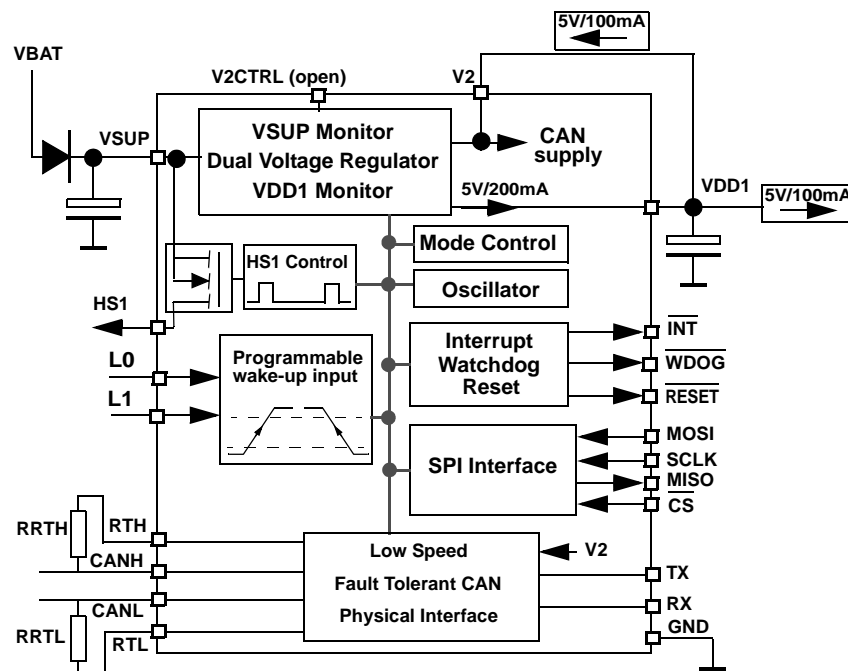 5V/100mA
VBAT
V2CTRL (open)
V2
VSUP
VSUP Monitor
Dual Voltage Regulator
VDD1 Monitor
CAN
supply
5V/200mA
VDD1
5V/100mA
Mode Control
HS1 Control
Oscillator
HS1
INT
Interrupt
Watchdog
Reset
WDOG
RESET
L0
L1
Programmable
wake-up input
MOSI
SCLK
MISO
CS
SPI Interface
RRTH
RTH
CANH
CANL
RRTL
RTL
Low Speed
Fault Tolerant CAN
Physical Interface
V2
TX
RX
GND